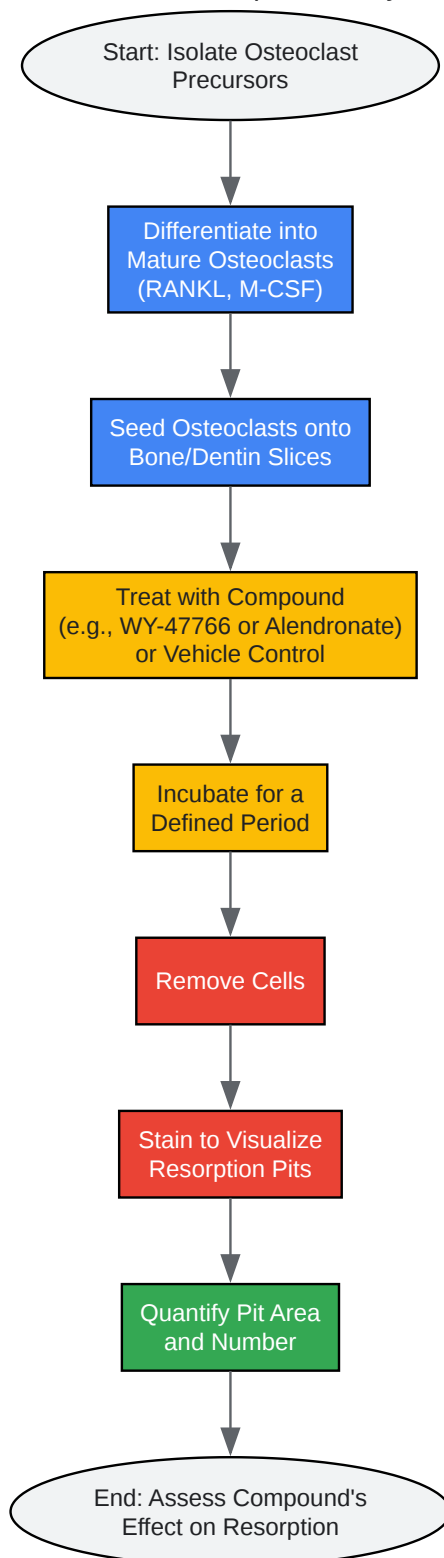 Start: Isolate Osteoclast
Precursors
Differentiate into
Mature Osteoclasts
(RANKL, M-CSF)
Seed Osteoclasts onto
Bone/Dentin Slices
Treat with Compound
(e.g., WY-47766 or Alendronate)
or Vehicle Control
Incubate for a
Defined Period
Remove Cells
Stain to Visualize
Resorption Pits
Quantify Pit Area
and Number
End: Assess Compound's
Effect on Resorption